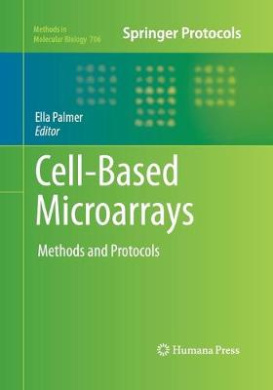 Methods in
Molecular Biology 706
Springer Protocols
Ella Palmer
Editor
Cell-Based
Microarrays
Methods and Protocols
Humana Press